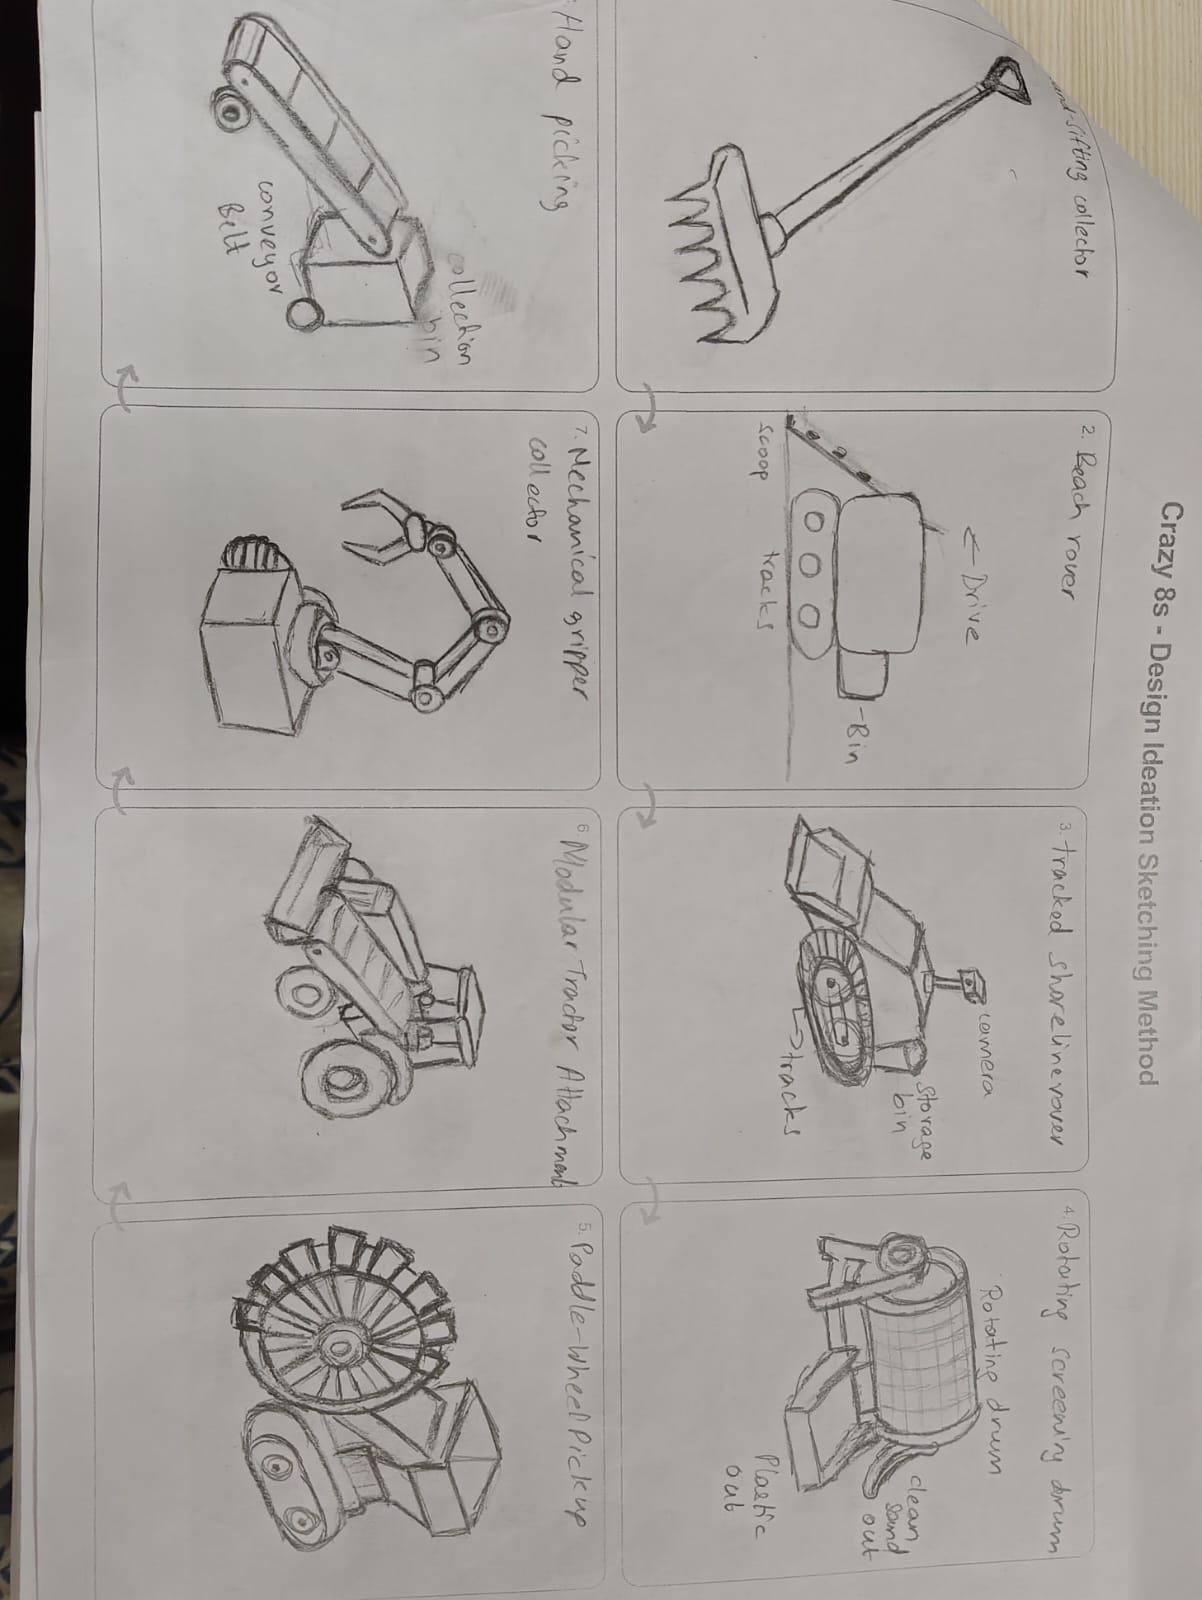 Crazy 8s - Design Ideation Sketching Method
sifting collector
2. Beach rover
← Drive
scoop
tracks
-Bin
3. tracked shoreline rover
camera
storage
bin
tracks
4. Rotating screening drum
Rotating drum
clean
sand
out
Plastic
out
5. Paddle-Wheel Pickup
6. Modular Tractor Attachment
7. Mechanical gripper
collector
Hand picking
conveyor
Belt
collection
bin